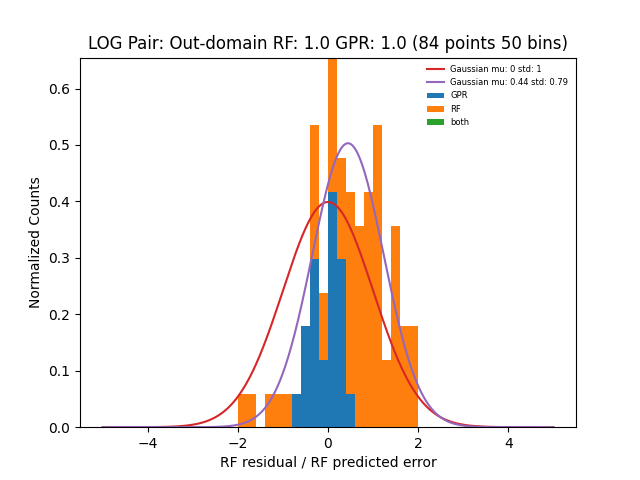 LOG Pair: Out-domain RF: 1.0 GPR: 1.0 (84 points 50 bins)
Gaussian mu: 0 std: 1
Gaussian mu: 0.44 std: 0.79
GPR
RF
both
Normalized Counts
0.6
0.5
0.4
0.3
0.2
0.1
0.0
−4 −2 0 2 4
RF residual / RF predicted error